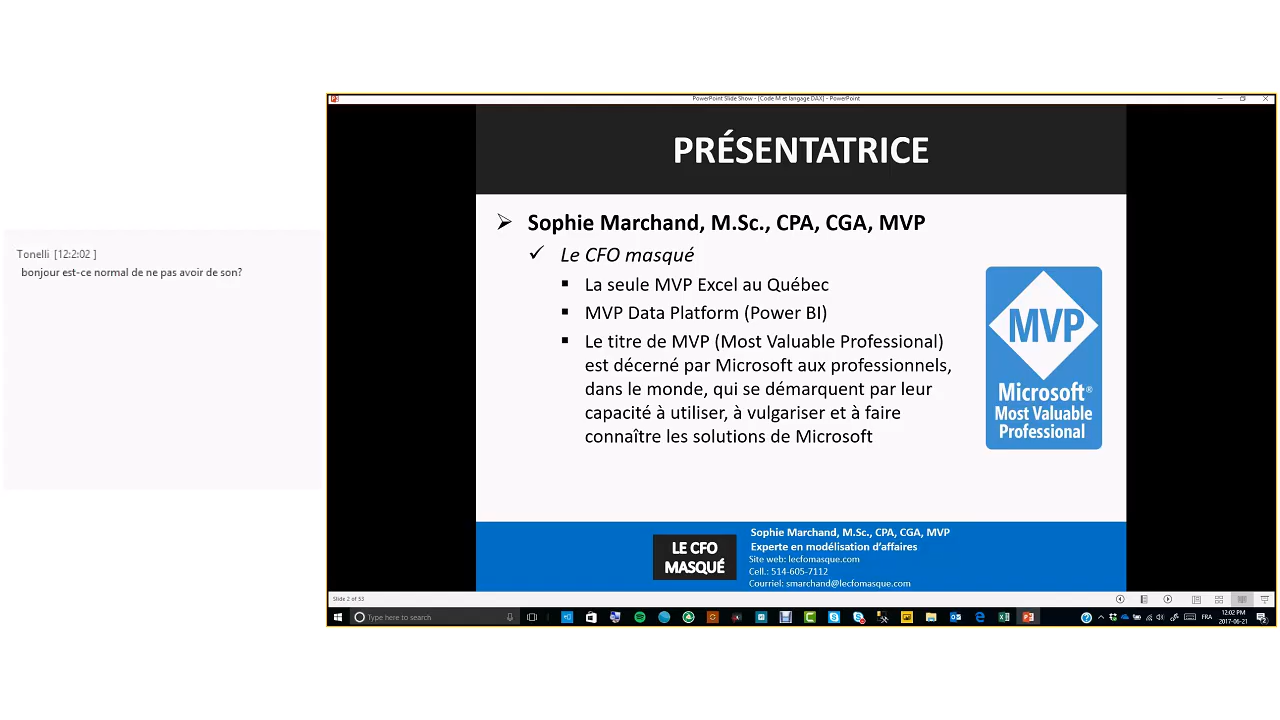 Tonelli [12:2:02 ]
bonjour est-ce normal de ne pas avoir de son?
PowerPoint Slide Show - [Code M et langage DAX] - PowerPoint
PRÉSENTATRICE
Sophie Marchand, M.Sc., CPA, CGA, MVP
Le CFO masqué
La seule MVP Excel au Québec
MVP Data Platform (Power BI)
Le titre de MVP (Most Valuable Professional)
est décerné par Microsoft aux professionnels,
dans le monde, qui se démarquent par leur
capacité à utiliser, à vulgariser et à faire
connaître les solutions de Microsoft
MVP
Microsoft®
Most Valuable
Professional
LE CFO
MASQUÉ
Sophie Marchand, M.Sc., CPA, CGA, MVP
Experte en modélisation d'affaires
Site web: lecfomasque.com
Cell.: 514-605-7112
Courriel: smarchand@lecfomasque.com
Slide 2 of 53
Type here to search
FRA
12:02 PM
2017-06-21